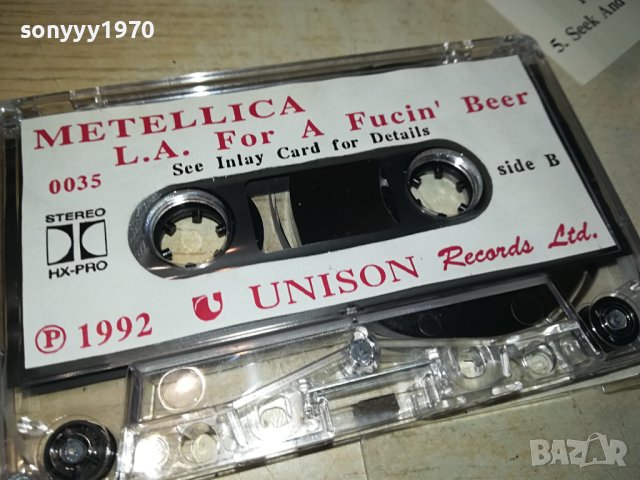 sonyyy1970
5. Seek And
METELLICA
L.A. For A Fucin' Beer
See Inlay Card for Details
0035
side B
STEREO
HX-PRO
UNISON Records Ltd.
Ⓟ 1992
BAZAR